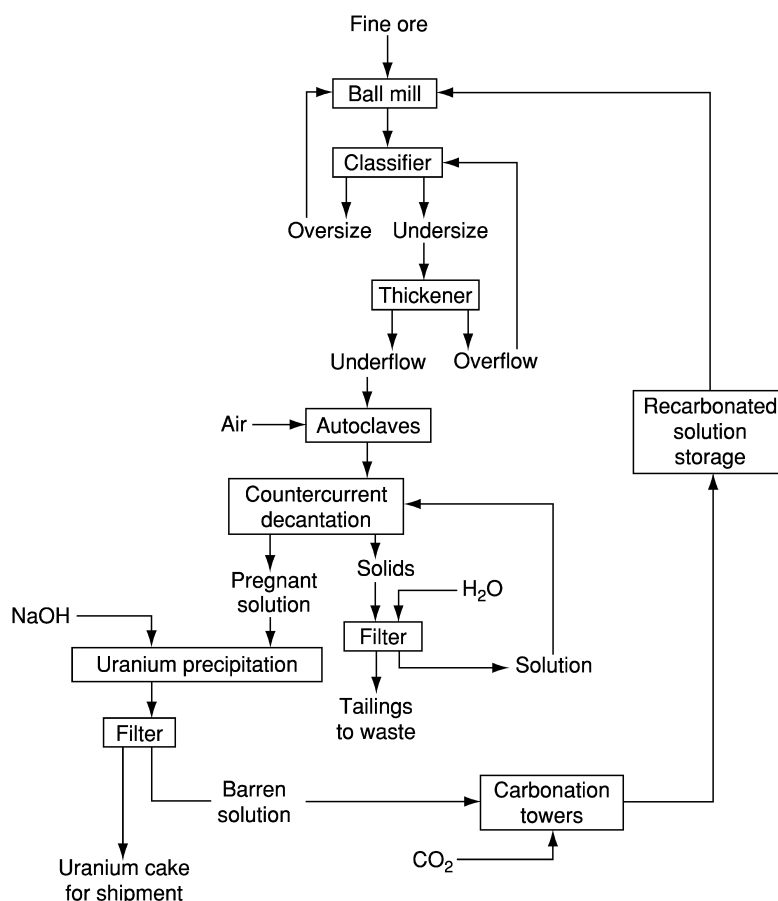 Fine ore
Ball mill
Classifier
Oversize
Undersize
Thickener
Underflow
Overflow
Air
Autoclaves
Recarbonated
solution
storage
Countercurrent
decantation
Pregnant
solution
Solids
H₂O
NaOH
Filter
Uranium precipitation
Solution
Tailings
to waste
Filter
Barren
solution
Carbonation
towers
CO₂
Uranium cake
for shipment